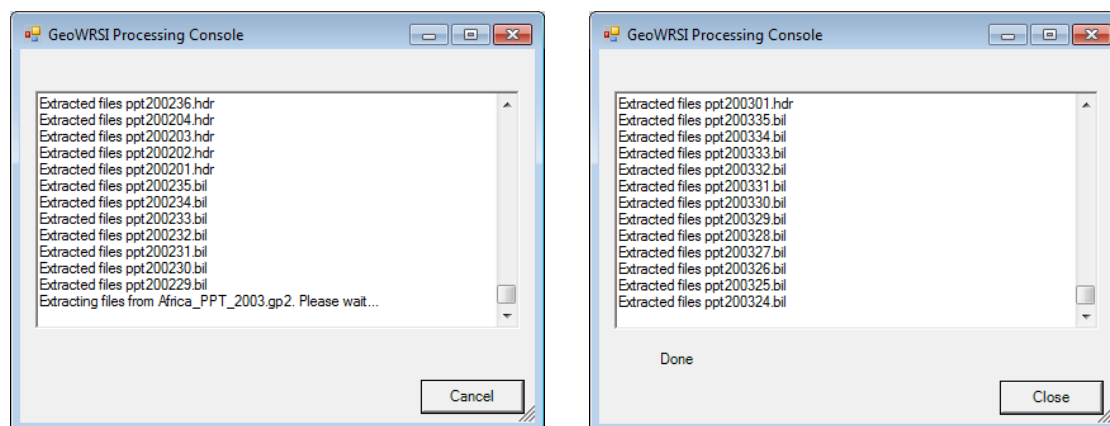 GeoWRSI Processing Console
Extracted files ppt200236.hdr
Extracted files ppt200204.hdr
Extracted files ppt200203.hdr
Extracted files ppt200202.hdr
Extracted files ppt200201.hdr
Extracted files ppt200235.bil
Extracted files ppt200234.bil
Extracted files ppt200233.bil
Extracted files ppt200232.bil
Extracted files ppt200231.bil
Extracted files ppt200230.bil
Extracted files ppt200229.bil
Extracting files from Africa_PPT_2003.gp2. Please wait...
Cancel
GeoWRSI Processing Console
Extracted files ppt200301.hdr
Extracted files ppt200335.bil
Extracted files ppt200334.bil
Extracted files ppt200333.bil
Extracted files ppt200332.bil
Extracted files ppt200331.bil
Extracted files ppt200330.bil
Extracted files ppt200329.bil
Extracted files ppt200328.bil
Extracted files ppt200327.bil
Extracted files ppt200326.bil
Extracted files ppt200325.bil
Extracted files ppt200324.bil
Done
Close